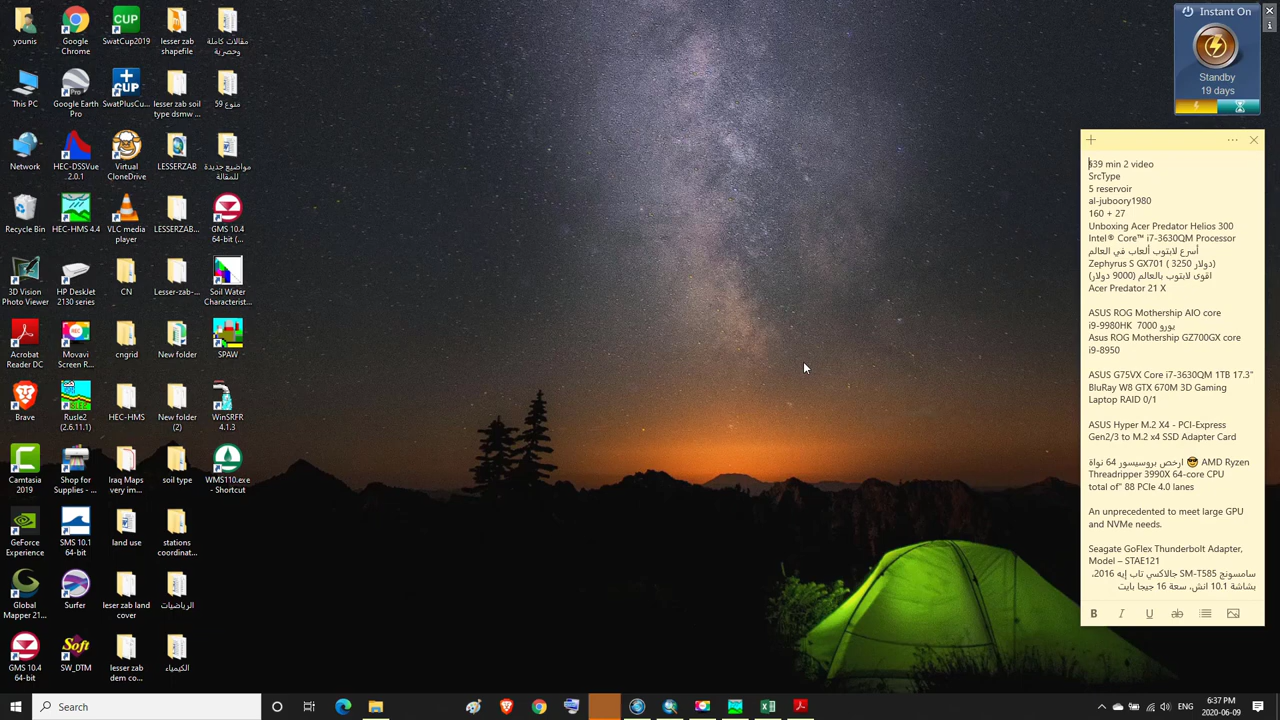 younis
Google Chrome
SwatCup2019
lesser zab shapefile
مقالات كاملة وحصرية
This PC
Google Earth Pro
SwatPlusCu...
lesser zab soil type dsmw ...
منوع 59
Network
HEC-DSSVue 2.0.1
Virtual CloneDrive
LESSERZAB
مواضيع جديدة للمقالة
Recycle Bin
HEC-HMS 4.4
VLC media player
LESSERZAB...
GMS 10.4 64-bit (...
3D Vision Photo Viewer
HP Deskjet 2130 series
CN
Lesser-zab-...
Soil Water Characterist...
Acrobat Reader DC
Movavi Screen R...
cngrid
New folder
SPAW
Brave
Rusle2 (2.6.11.1)
HEC-HMS
New folder (2)
WinSRFR 4.1.3
Camtasia 2019
Shop for Supplies - ...
Iraq Maps very im...
soil type
WMS110.exe - Shortcut
GeForce Experience
SMS 10.1 64-bit
land use
stations coordinat...
Global Mapper 21...
Surfer
leser zab land cover
الرياضيات
GMS 10.4 64-bit
SW_DTM
lesser zab dem co...
الكيمياء
CUP
CUP
Pro
REC
Soft
Instant On
Standby
19 days
39 min 2 video
SrcType
5 reservoir
al-juboory1980
160 + 27
Unboxing Acer Predator Helios 300
Intel® Core™ i7-3630QM Processor
أسرع لابتوب ألعاب في العالم
Zephyrus S GX701 ( 3250 دولار)
اقوى لابتوب بالعالم (9000 دولار)
Acer Predator 21 X
ASUS ROG Mothership AIO core
i9-9980HK 7000 يورو
Asus ROG Mothership GZ700GX core
i9-8950
ASUS G75VX Core i7-3630QM 1TB 17.3"
BluRay W8 GTX 670M 3D Gaming
Laptop RAID 0/1
ASUS Hyper M.2 X4 - PCI-Express
Gen2/3 to M.2 x4 SSD Adapter Card
ارخص بروسيسور 64 نواة 😎 AMD Ryzen
Threadripper 3990X 64-core CPU
total of" 88 PCIe 4.0 lanes
An unprecedented to meet large GPU
and NVMe needs.
Seagate GoFlex Thunderbolt Adapter,
Model – STAE121
سامسونج SM-T585 جالاكسي تاب إيه 2016،
بشاشة 10.1 انش، سعة 16 جيجا بايت
B I U ab
Search
ENG
6:37 PM
2020-06-09